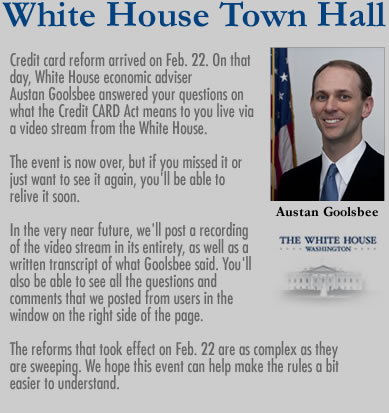 White House Town Hall
Credit card reform arrived on Feb. 22. On that
day, White House economic adviser
Austan Goolsbee answered your questions on
what the Credit CARD Act means to you live via
a video stream from the White House.
The event is now over, but if you missed it or
just want to see it again, you'll be able to
relive it soon.
In the very near future, we'll post a recording
of the video stream in its entirety, as well as a
written transcript of what Goolsbee said. You'll
also be able to see all the questions and
comments that we posted from users in the
window on the right side of the page.
The reforms that took effect on Feb. 22 are as complex as they
are sweeping. We hope this event can help make the rules a bit
easier to understand.
Austan Goolsbee
THE WHITE HOUSE
WASHINGTON